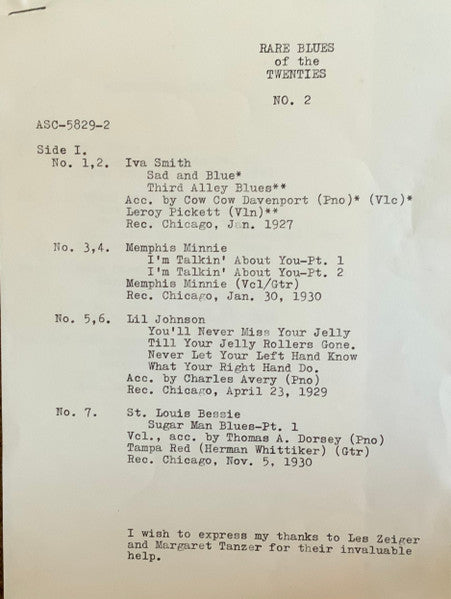 RARE BLUES
of the
TWENTIES
NO. 2
ASC-5829-2
Side I.
No. 1,2. Iva Smith
Sad and Blue*
Third Alley Blues**
Acc. by Cow Cow Davenport (Pno)* (Vlc)*
Leroy Pickett (Vln)**
Rec. Chicago, Jan. 1927
No. 3,4. Memphis Minnie
I'm Talkin' About You-Pt. 1
I'm Talkin' About You-Pt. 2
Memphis Minnie (Vcl/Gtr)
Rec. Chicago, Jan. 30, 1930
No. 5,6. Lil Johnson
You'll Never Miss Your Jelly
Till Your Jelly Rollers Gone.
Never Let Your Left Hand Know
What Your Right Hand Do.
Acc. by Charles Avery (Pno)
Rec. Chicago, April 23, 1929
No. 7. St. Louis Bessie
Sugar Man Blues-Pt. 1
Vcl., acc. by Thomas A. Dorsey (Pno)
Tampa Red (Herman Whittiker) (Gtr)
Rec. Chicago, Nov. 5, 1930
I wish to express my thanks to Les Zeiger
and Margaret Tanzer for their invaluable
help.